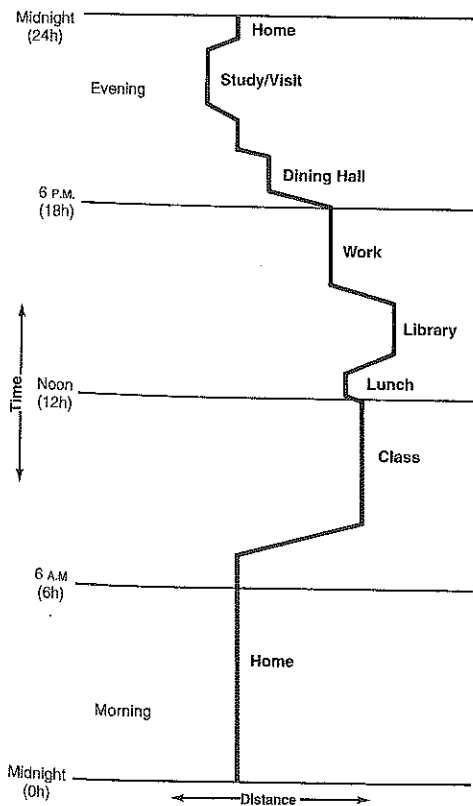 Midnight
(24h)
Home
Evening
Study/Visit
Dining Hall
6 P.M.
(18h)
Work
Library
Time
Noon
(12h)
Lunch
Class
6 A.M
(6h)
Home
Morning
Midnight
(0h)
Distance